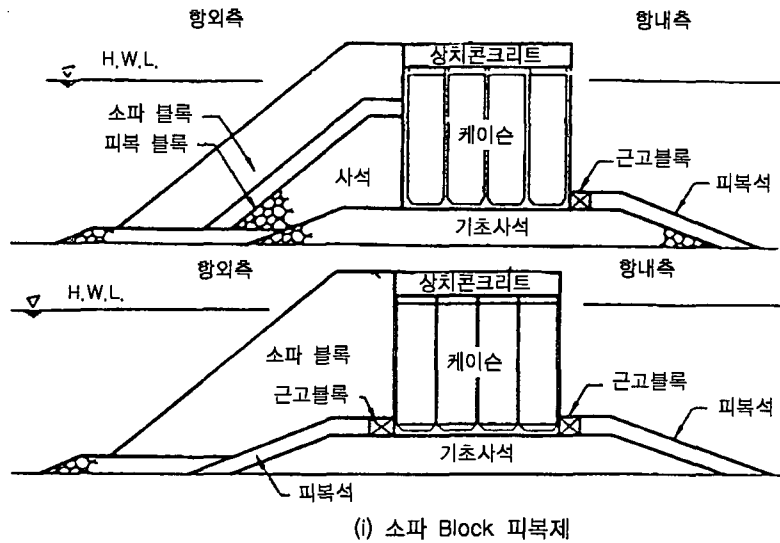 항외측
항내측
H.W.L.
상치콘크리트
소파 블록
피복 블록
케이슨
근고블록
사석
피복석
기초사석
항외측
항내측
H.W.L.
상치콘크리트
소파 블록
케이슨
근고블록
근고블록
피복석
기초사석
피복석
(i) 소파 Block 피복제